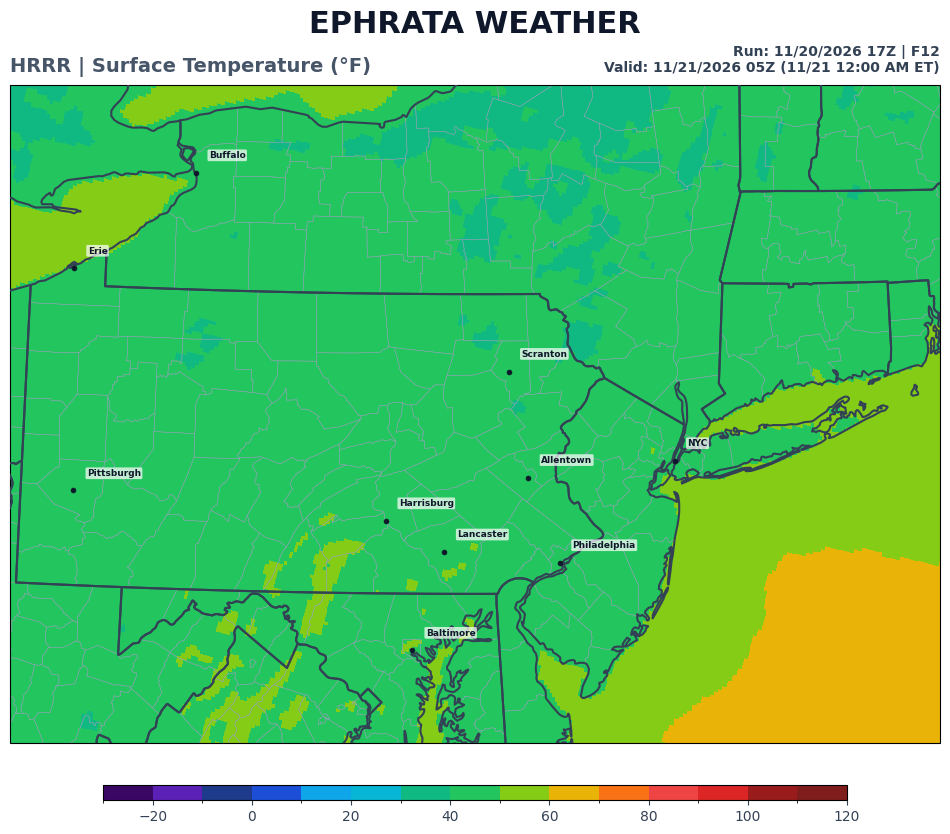 EPHRATA WEATHER
HRRR | Surface Temperature (°F)
Run: 11/20/2026 17Z | F12
Valid: 11/21/2026 05Z (11/21 12:00 AM ET)
Buffalo
Erie
Scranton
NYC
Allentown
Pittsburgh
Harrisburg
Lancaster
Philadelphia
Baltimore
−20 0 20 40 60 80 100 120